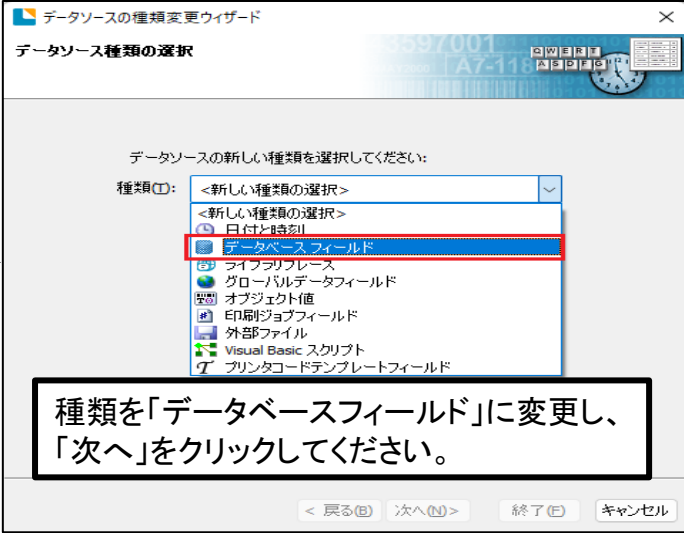 データソースの種類変更ウィザード
データソース種類の選択
3597001
A7-118
Q W E R T
A S D F G
データソースの新しい種類を選択してください:
種類(T):
<新しい種類の選択>
<新しい種類の選択>
日付と時刻
データベース フィールド
ライブラリフレース
グローバルデータフィールド
オブジェクト値
印刷ジョブフィールド
外部ファイル
Visual Basic スクリプト
プリンタコードテンプレートフィールド
種類を「データベースフィールド」に変更し、
「次へ」をクリックしてください。
< 戻る(B) 次へ(N)> 終了(F) キャンセル